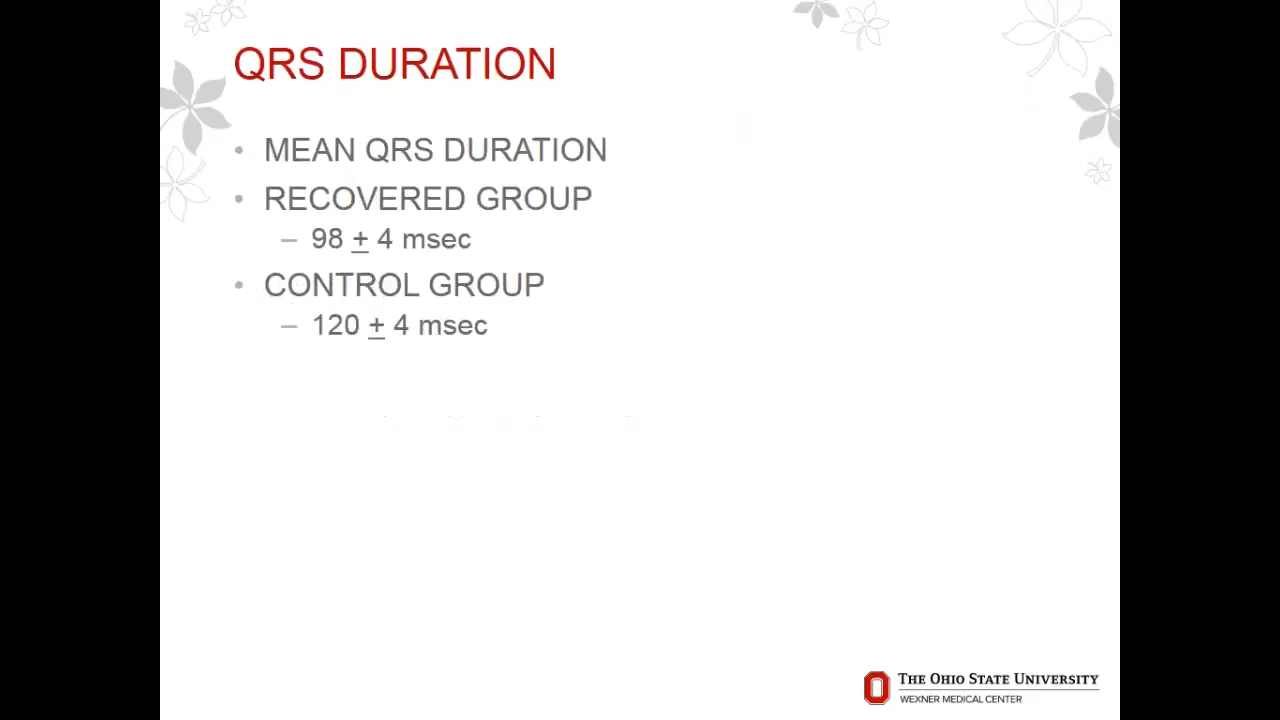 QRS DURATION
• MEAN QRS DURATION
• RECOVERED GROUP
– 98 ± 4 msec
• CONTROL GROUP
– 120 ± 4 msec
THE OHIO STATE UNIVERSITY
WEXNER MEDICAL CENTER